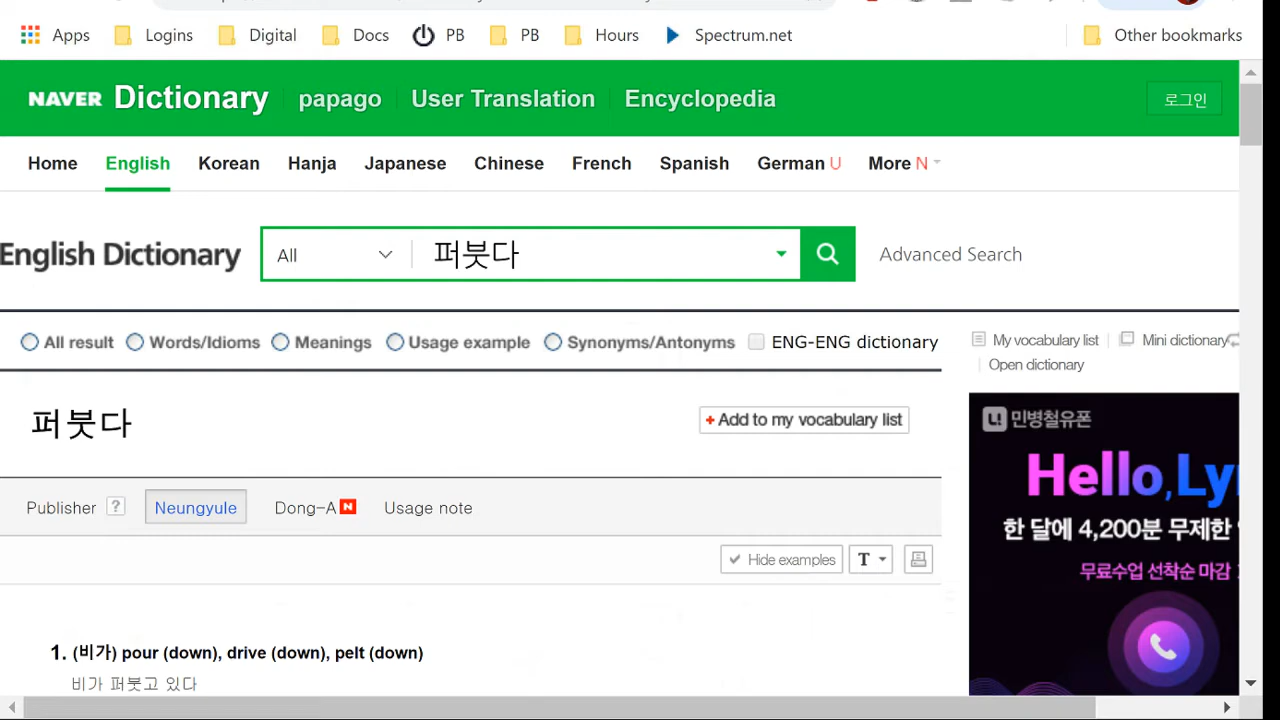 Apps Logins Digital Docs PB PB Hours Spectrum.net Other bookmarks
NAVER Dictionary papago User Translation Encyclopedia 로그인
Home English Korean Hanja Japanese Chinese French Spanish German U More N
English Dictionary All 퍼붓다 Advanced Search
All result Words/Idioms Meanings Usage example Synonyms/Antonyms ENG-ENG dictionary
My vocabulary list Mini dictionary
Open dictionary
퍼붓다 + Add to my vocabulary list
U! 민병철유폰
Hello, Lyn
한 달에 4,200분 무제한
무료수업 선착순 마감
Publisher ? Neungyule Dong-A N Usage note
Hide examples T
1. (비가) pour (down), drive (down), pelt (down)
비가 퍼붓고 있다